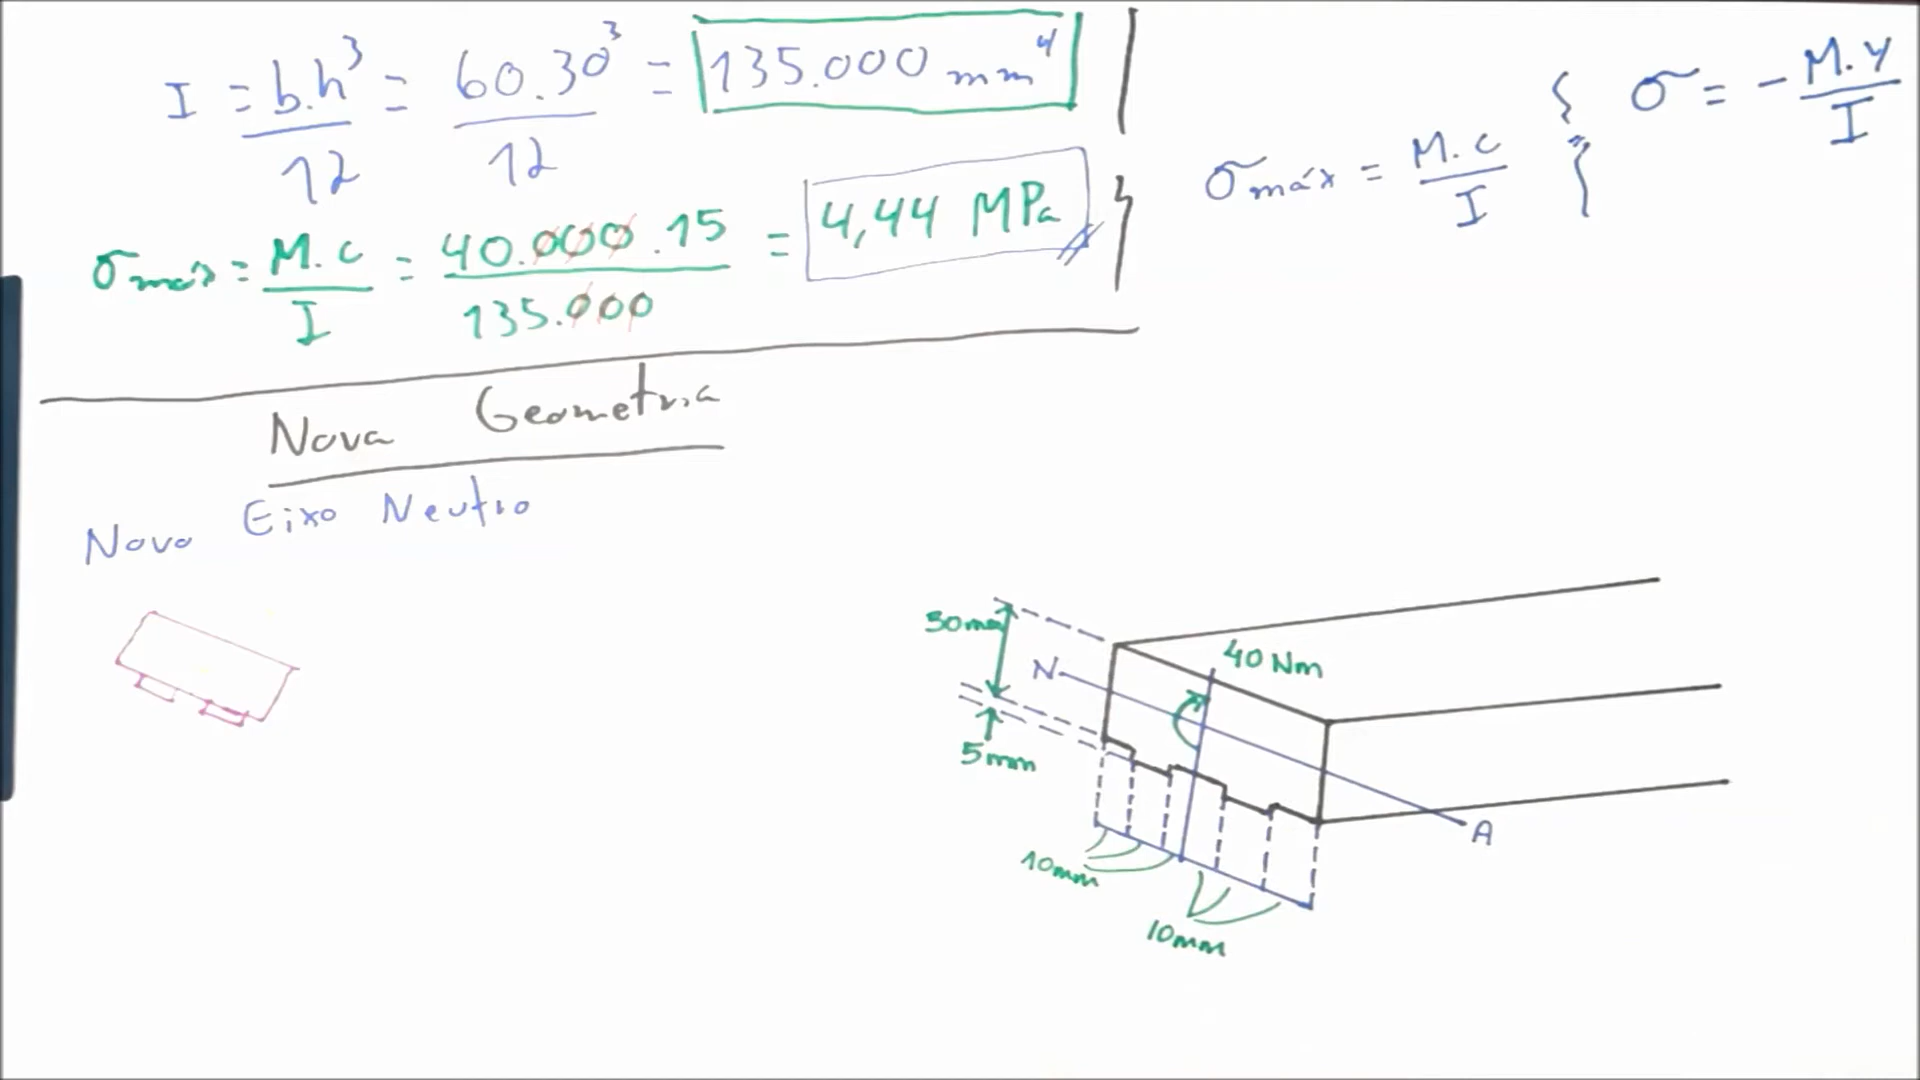 I = b.h³/12 = 60.30³/12 = 135.000 mm⁴
σmáx = M.c/I = 40.000.15/135.000 = 4,44 MPa
σ = - M.y/I
σmáx = M.c/I
Nova Geometria
Novo Eixo Neutro
30mm
N
40 Nm
5mm
A
10mm
10mm